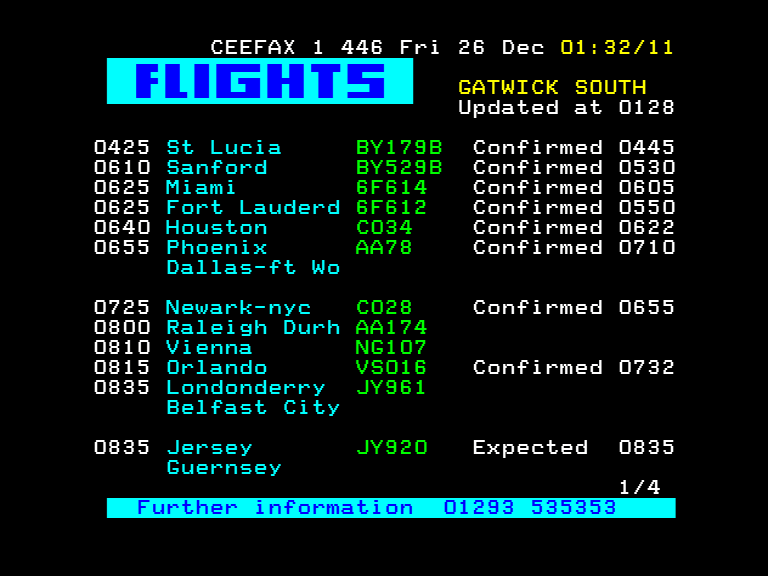 CEEFAX 1 446 Fri 26 Dec 01:32/11
FLIGHTS
GATWICK SOUTH
Updated at 0128
0425 St Lucia BY179B Confirmed 0445
0610 Sanford BY529B Confirmed 0530
0625 Miami 6F614 Confirmed 0605
0625 Fort Lauderd 6F612 Confirmed 0550
0640 Houston CO34 Confirmed 0622
0655 Phoenix AA78 Confirmed 0710
Dallas-ft Wo
0725 Newark-nyc CO28 Confirmed 0655
0800 Raleigh Durh AA174
0810 Vienna NG107
0815 Orlando VS016 Confirmed 0732
0835 Londonderry JY961
Belfast City
0835 Jersey JY920 Expected 0835
Guernsey
1/4
Further information 01293 535353